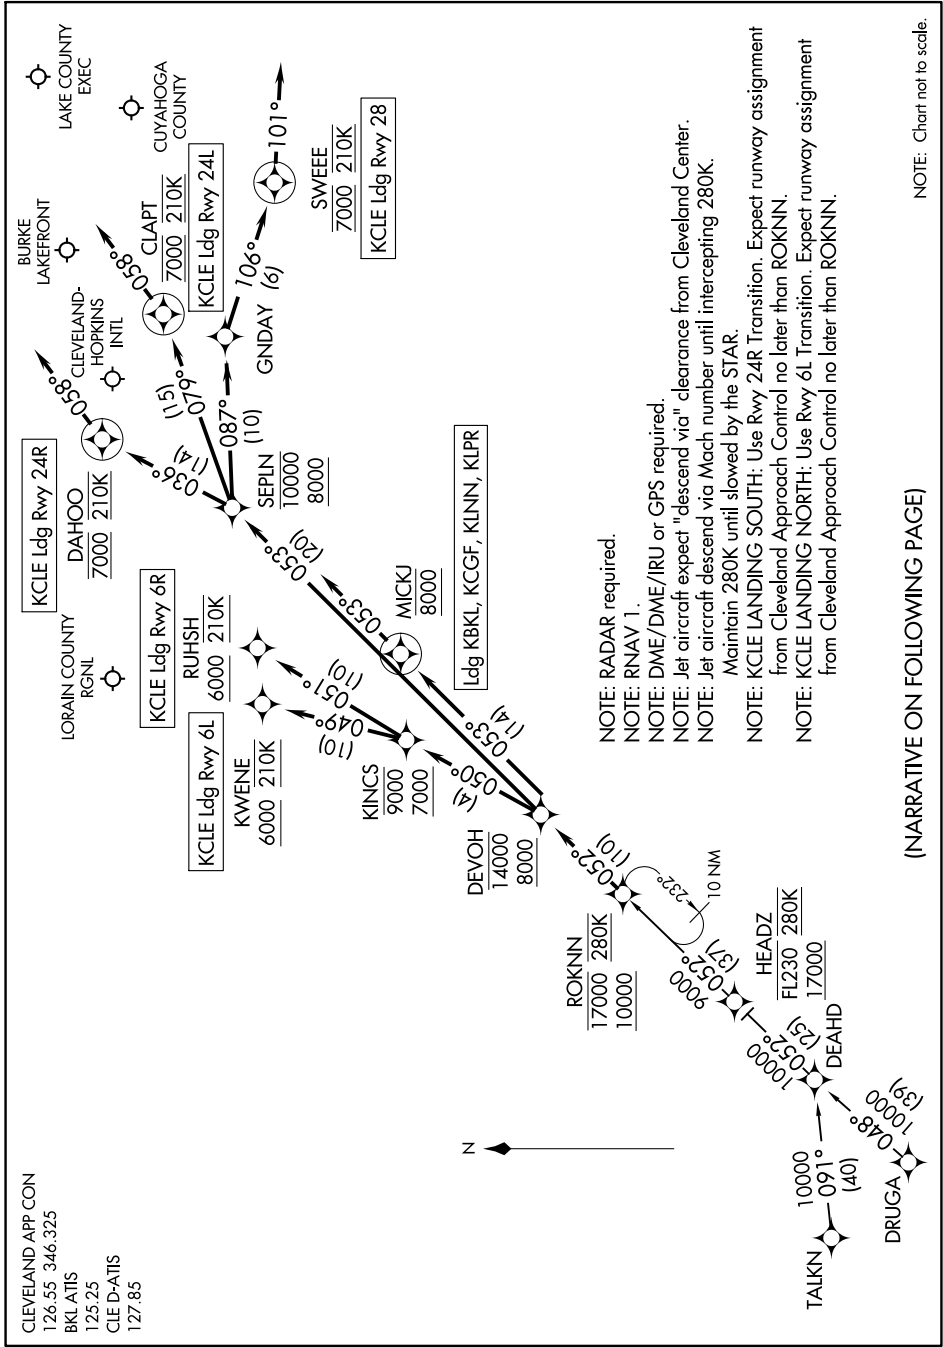 CLEVELAND APP CON
126.55 346.325
BKL ATIS
125.25
CLE D-ATIS
127.85
LORAIN COUNTY
RGNL
KCLE Ldg Rwy 24R
DAHOO
7000 210K
058°
CLEVELAND-
HOPKINS
INTL
BURKE
LAKEFRONT
LAKE COUNTY
EXEC
CUYAHOGA
COUNTY
058°
CLAPT
7000 210K
KCLE Ldg Rwy 24L
KCLE Ldg Rwy 6R
RUHSH
6000 210K
KCLE Ldg Rwy 6L
KWENE
6000 210K
036°
(14)
079°
(15)
087°
(10)
GNDAY
106°
(6)
101°
SWEEE
7000 210K
KCLE Ldg Rwy 28
SEPLN
10000
8000
053°
(20)
053°
MICKJ
8000
Ldg KBKL, KCGF, KLNN, KLPR
051°
(10)
049°
(10)
KINCS
9000
7000
050°
(4)
053°
(14)
DEVOH
14000
8000
052°
(10)
ROKNN
17000 280K
10000
232°
10 NM
9000
052°
(37)
HEADZ
FL230 280K
17000
10000
052°
(25)
DEAHD
10000
091°
(40)
TALKN
10000
048°
(39)
DRUGA
N
NOTE: RADAR required.
NOTE: RNAV 1.
NOTE: DME/DME/IRU or GPS required.
NOTE: Jet aircraft expect "descend via" clearance from Cleveland Center.
NOTE: Jet aircraft descend via Mach number until intercepting 280K.
Maintain 280K until slowed by the STAR.
NOTE: KCLE LANDING SOUTH: Use Rwy 24R Transition. Expect runway assignment
from Cleveland Approach Control no later than ROKNN.
NOTE: KCLE LANDING NORTH: Use Rwy 6L Transition. Expect runway assignment
from Cleveland Approach Control no later than ROKNN.
(NARRATIVE ON FOLLOWING PAGE)
NOTE: Chart not to scale.